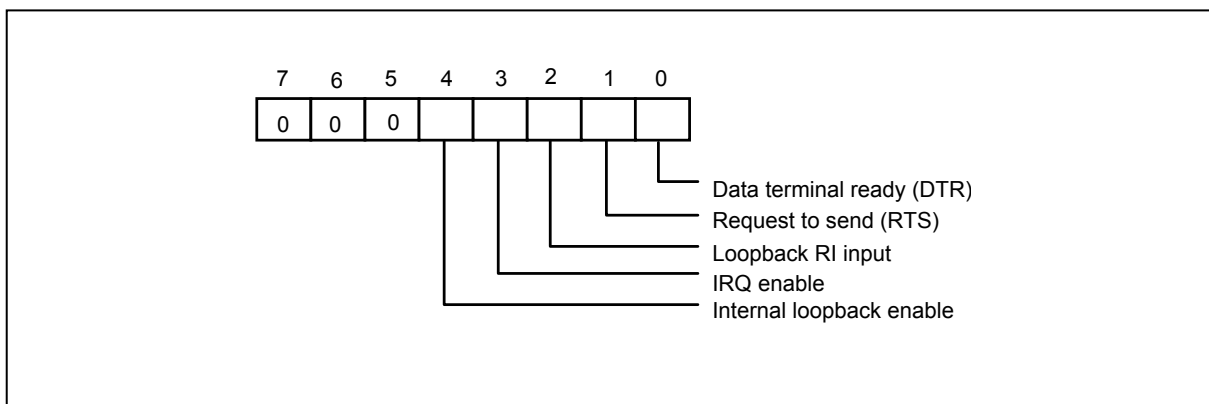 7 6 5 4 3 2 1 0
0 0 0
Data terminal ready (DTR)
Request to send (RTS)
Loopback RI input
IRQ enable
Internal loopback enable